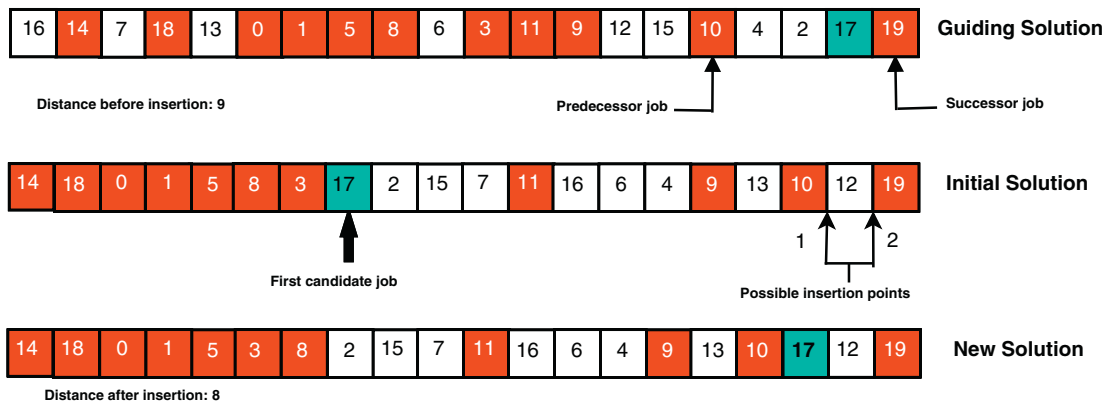 16 14 7 18 13 0 1 5 8 6 3 11 9 12 15 10 4 2 17 19 Guiding Solution
Distance before insertion: 9 Predecessor job Successor job
14 18 0 1 5 8 3 17 2 15 7 11 16 6 4 9 13 10 12 19 Initial Solution
1 2
First candidate job Possible insertion points
14 18 0 1 5 3 8 2 15 7 11 16 6 4 9 13 10 17 12 19 New Solution
Distance after insertion: 8